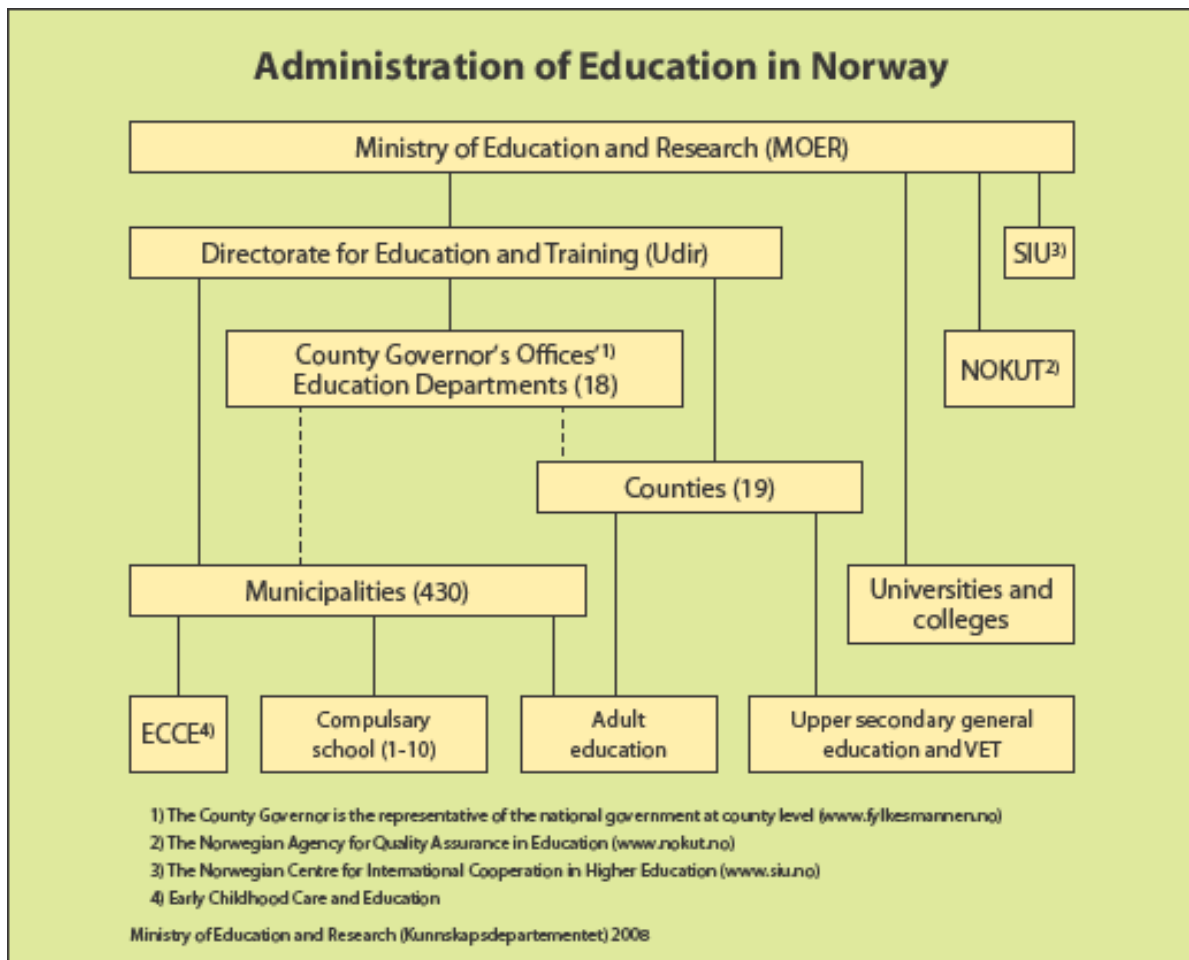 Administration of Education in Norway
Ministry of Education and Research (MOER)
Directorate for Education and Training (Udir)
SIU3)
County Governor's Offices'1)
Education Departments (18)
NOKUT2)
Counties (19)
Municipalities (430)
Universities and
colleges
ECCE4)
Compulsary
school (1-10)
Adult
education
Upper secondary general
education and VET
1) The County Governor is the representative of the national government at county level (www.fylkesmannen.no)
2) The Norwegian Agency for Quality Assurance in Education (www.nokut.no)
3) The Norwegian Centre for International Cooperation in Higher Education (www.siu.no)
4) Early Childhood Care and Education
Ministry of Education and Research (Kunnskapsdepartementet) 2008